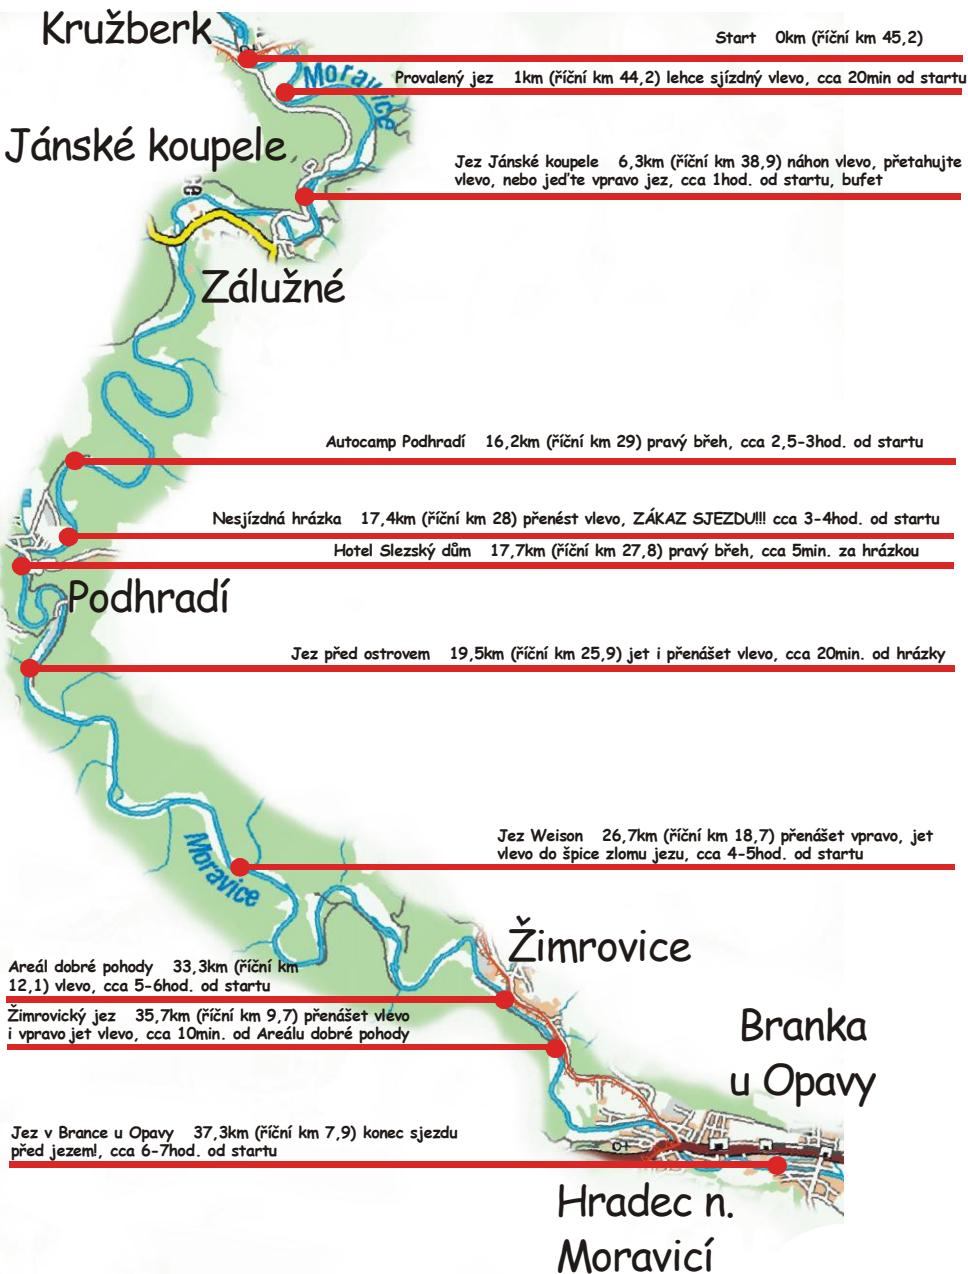 Kružberk
Start 0km (říční km 45,2)
Moravice
Provalený jez 1km (říční km 44,2) lehce sjízdný vlevo, cca 20min od startu
Jánské koupele
Jez Jánské koupele 6,3km (říční km 38,9) náhon vlevo, přetahujte
vlevo, nebo jeďte vpravo jez, cca 1hod. od startu, bufet
Zálužné
Autocamp Podhradí 16,2km (říční km 29) pravý břeh, cca 2,5-3hod. od startu
Nesjízdná hrázka 17,4km (říční km 28) přenést vlevo, ZÁKAZ SJEZDU!!! cca 3-4hod. od startu
Hotel Slezský dům 17,7km (říční km 27,8) pravý břeh, cca 5min. za hrázkou
Podhradí
Jez před ostrovem 19,5km (říční km 25,9) jet i přenášet vlevo, cca 20min. od hrázky
Jez Weison 26,7km (říční km 18,7) přenášet vpravo, jet
vlevo do špice zlomu jezu, cca 4-5hod. od startu
Moravice
Žimrovice
Areál dobré pohody 33,3km (říční km
12,1) vlevo, cca 5-6hod. od startu
Žimrovický jez 35,7km (říční km 9,7) přenášet vlevo
i vpravo jet vlevo, cca 10min. od Areálu dobré pohody
Branka
u Opavy
Jez v Brance u Opavy 37,3km (říční km 7,9) konec sjezdu
před jezem!, cca 6-7hod. od startu
Hradec n.
Moravicí